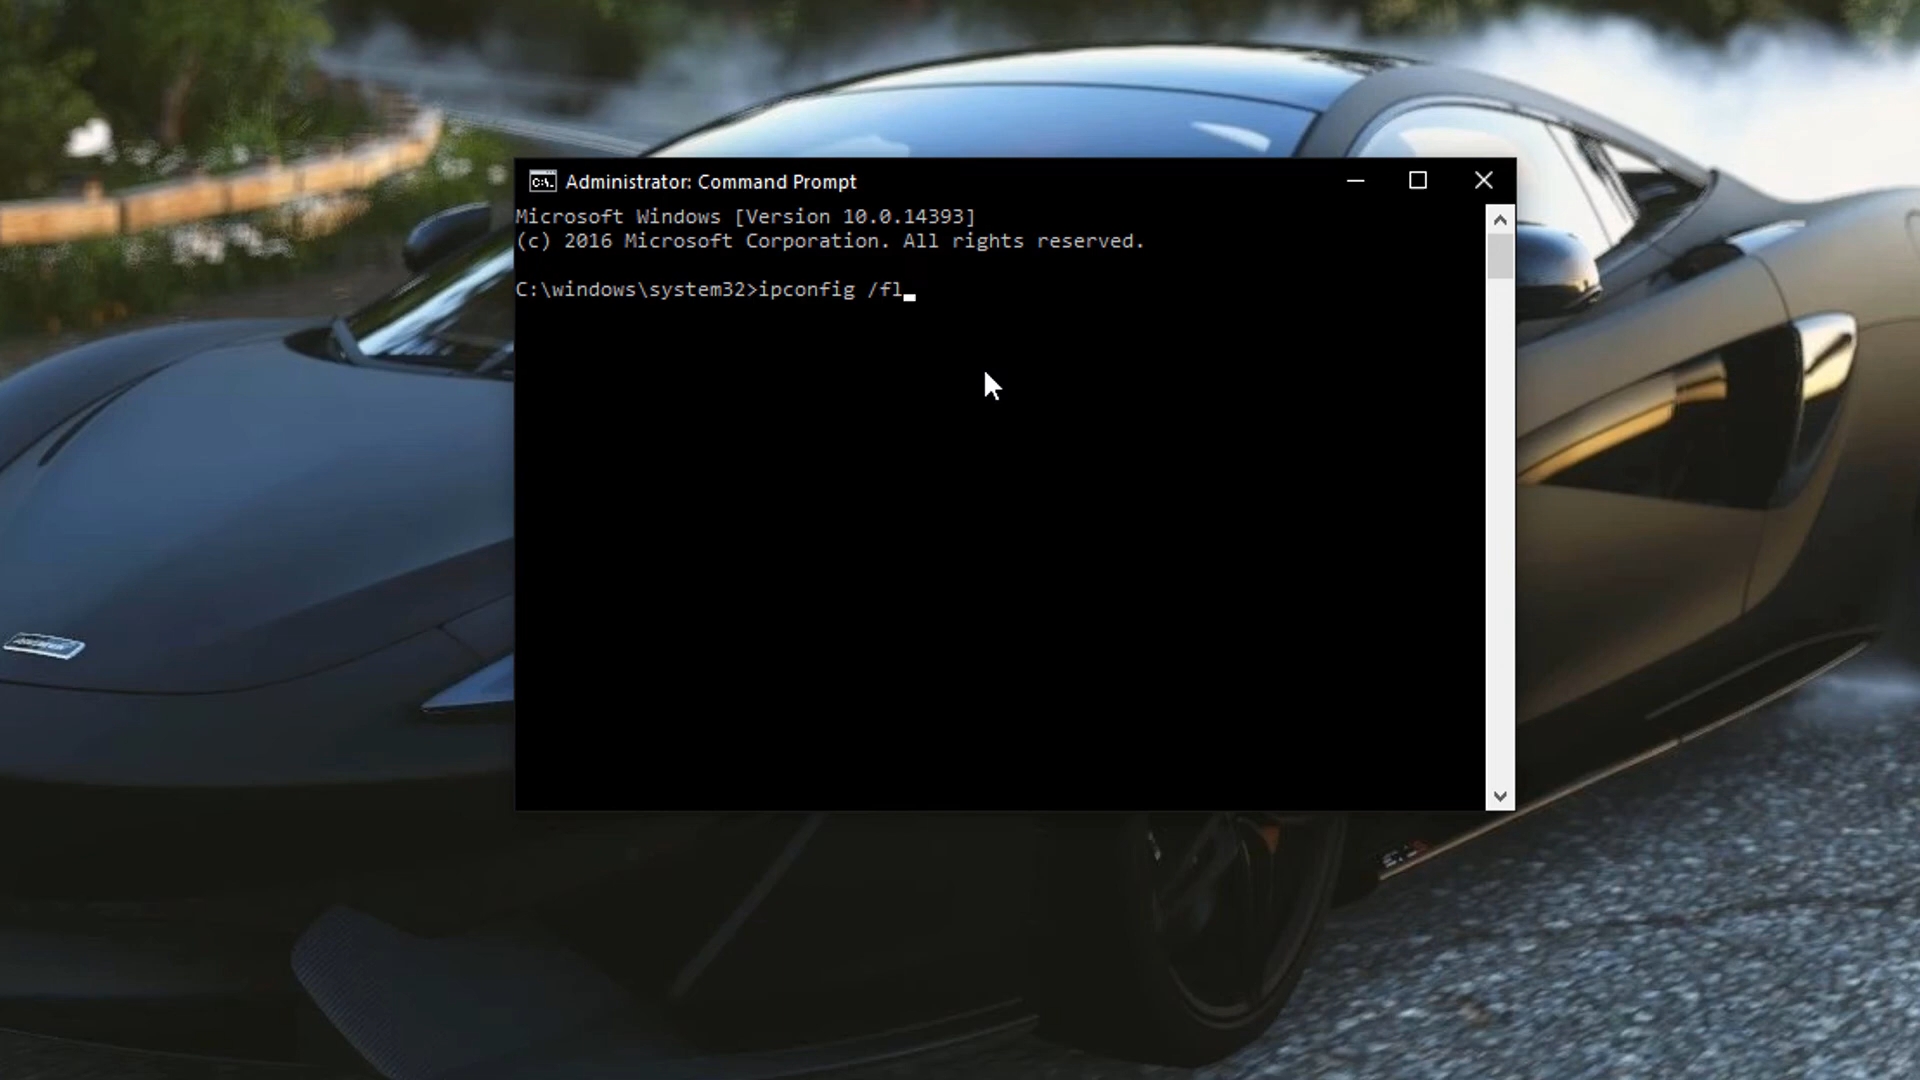 Administrator: Command Prompt
Microsoft Windows [Version 10.0.14393]
(c) 2016 Microsoft Corporation. All rights reserved.
C:\windows\system32>ipconfig /fl